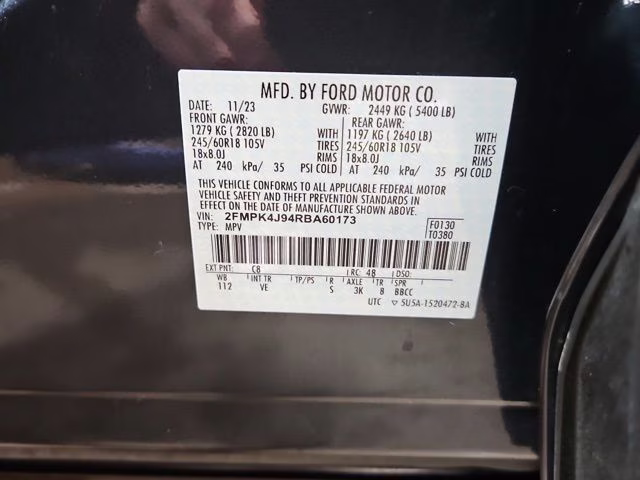 MFD. BY FORD MOTOR CO.
DATE: 11/23 GVWR: 2449 KG ( 5400 LB)
FRONT GAWR: REAR GAWR:
1279 KG ( 2820 LB) WITH 1197 KG ( 2640 LB) WITH
245/60R18 105V TIRES 245/60R18 105V TIRES
18x8.0J RIMS 18x8.0J RIMS
AT 240 kPa/ 35 PSI COLD AT 240 kPa/ 35 PSI COLD
THIS VEHICLE CONFORMS TO ALL APPLICABLE FEDERAL MOTOR
VEHICLE SAFETY AND THEFT PREVENTION STANDARDS IN
EFFECT ON THE DATE OF MANUFACTURE SHOWN ABOVE.
VIN: 2FMPK4J94RBA60173 F0130
TYPE: MPV T0380
EXT PNT: C8 RC: 48 DSO:
WB INT TR TP/PS R AXLE TR SPR
112 VE S 3K 8 BBCC
UTC ▽ 5U5A-1520472-BA